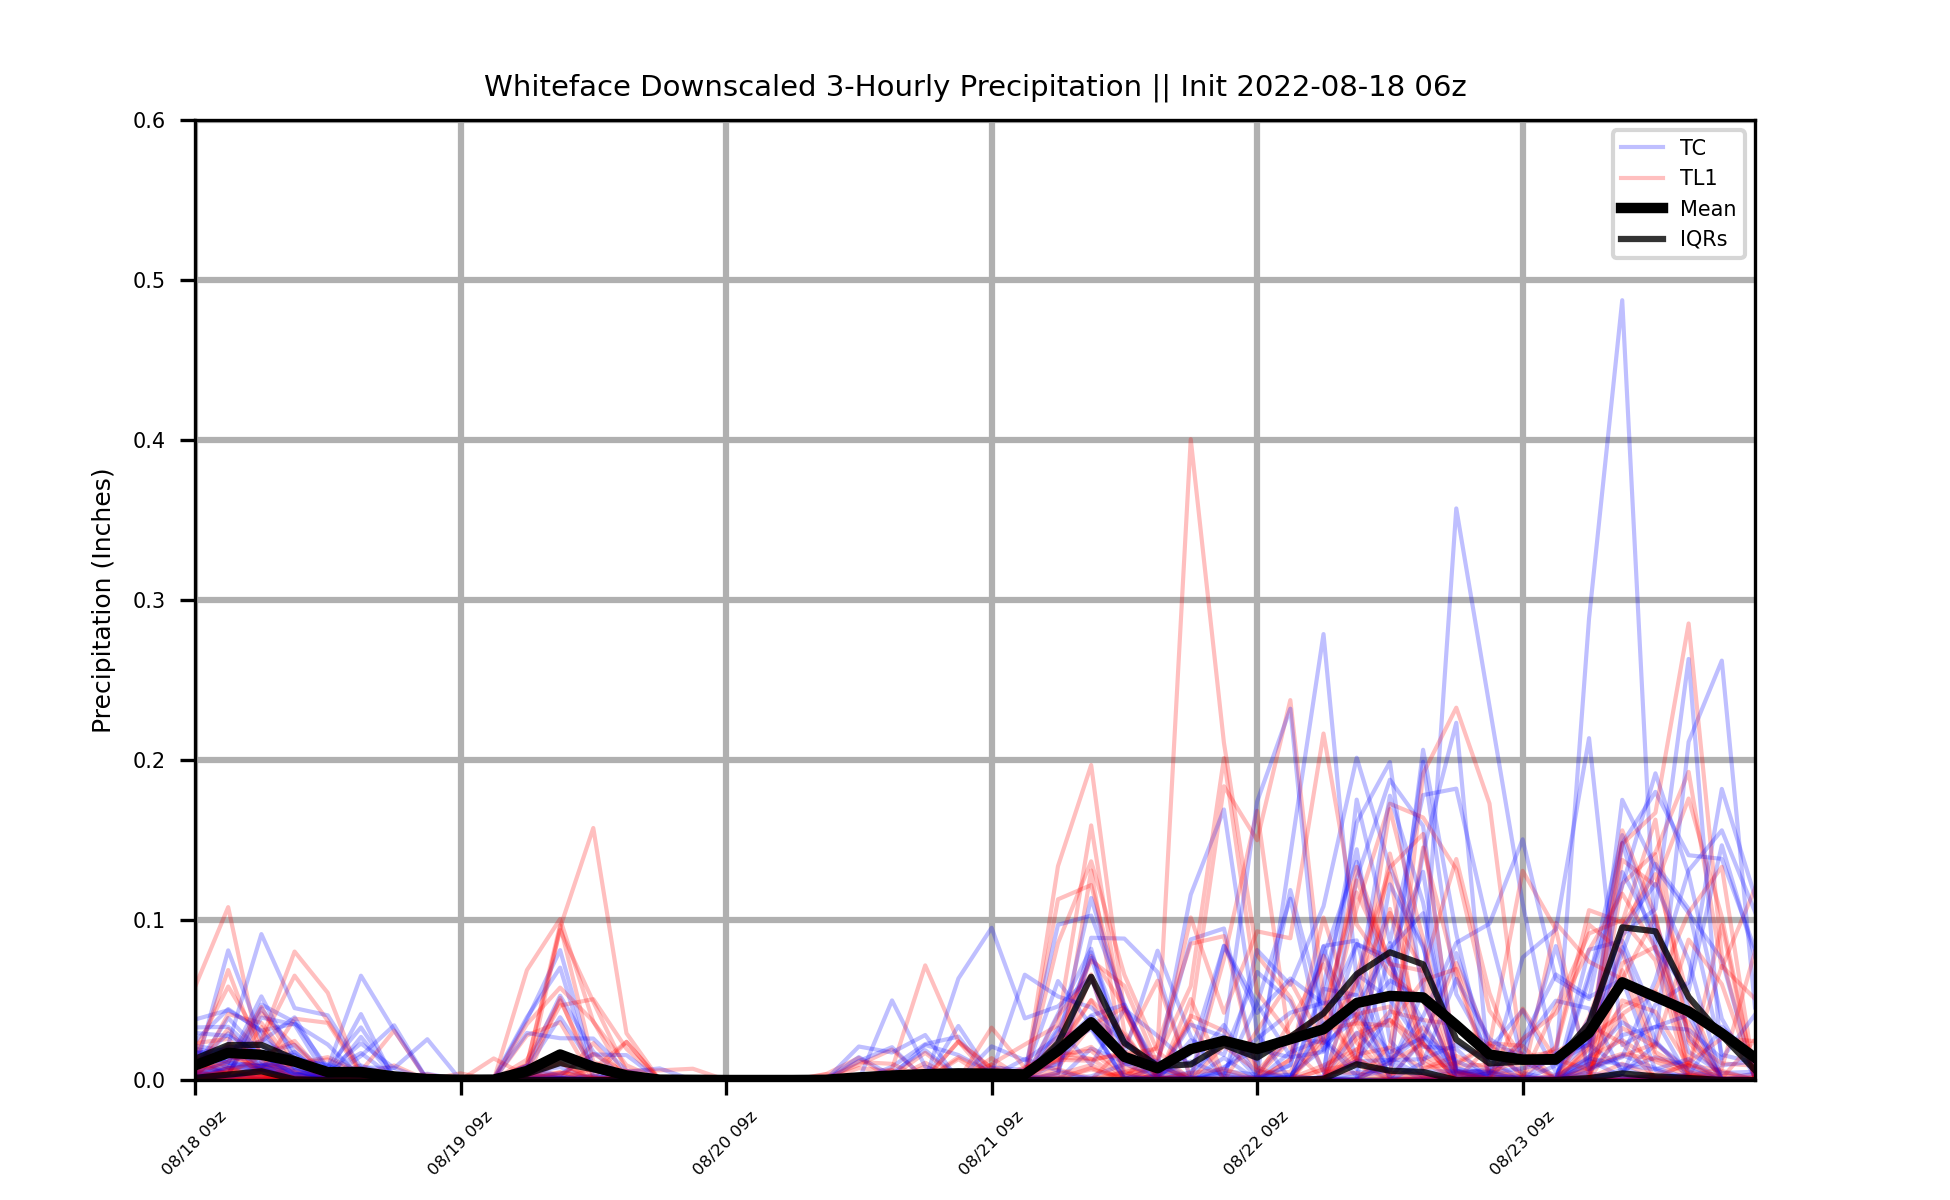 Whiteface Downscaled 3-Hourly Precipitation || Init 2022-08-18 06z
TC
TL1
Mean
IQRs
Precipitation (Inches)
0.6
0.5
0.4
0.3
0.2
0.1
0.0
08/18 09z
08/19 09z
08/20 09z
08/21 09z
08/22 09z
08/23 09z